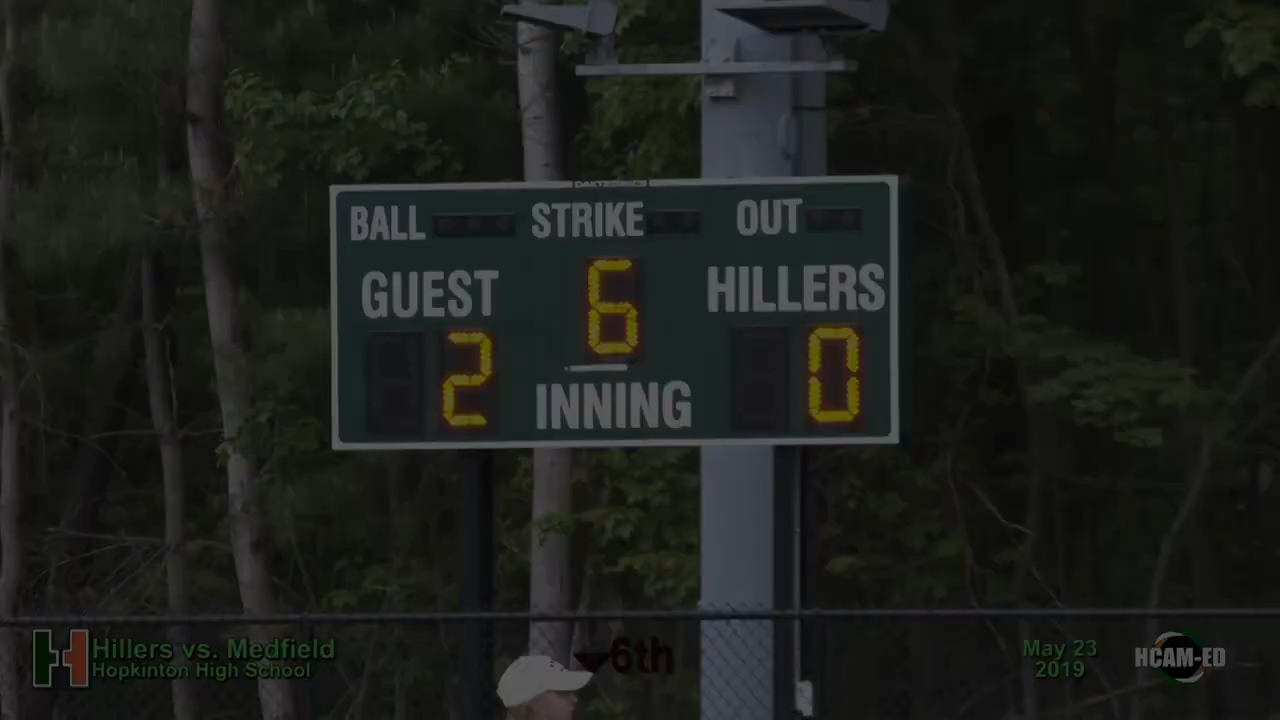 BALL STRIKE OUT
GUEST 6 HILLERS
2 INNING 0
Hillers vs. Medfield
Hopkinton High School
6th
May 23
2019
HCAM-ED
H